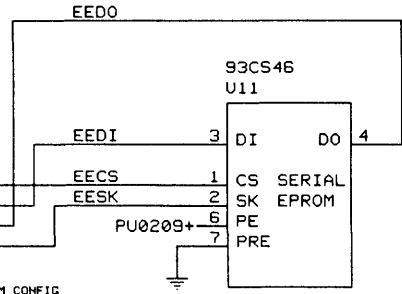 EEDO
93CS46
U11
EEDI 3 DI DO 4
EECS 1 CS SERIAL
EESK 2 SK EPROM
PU0209+ 6 PE
7 PRE
M CONFIG